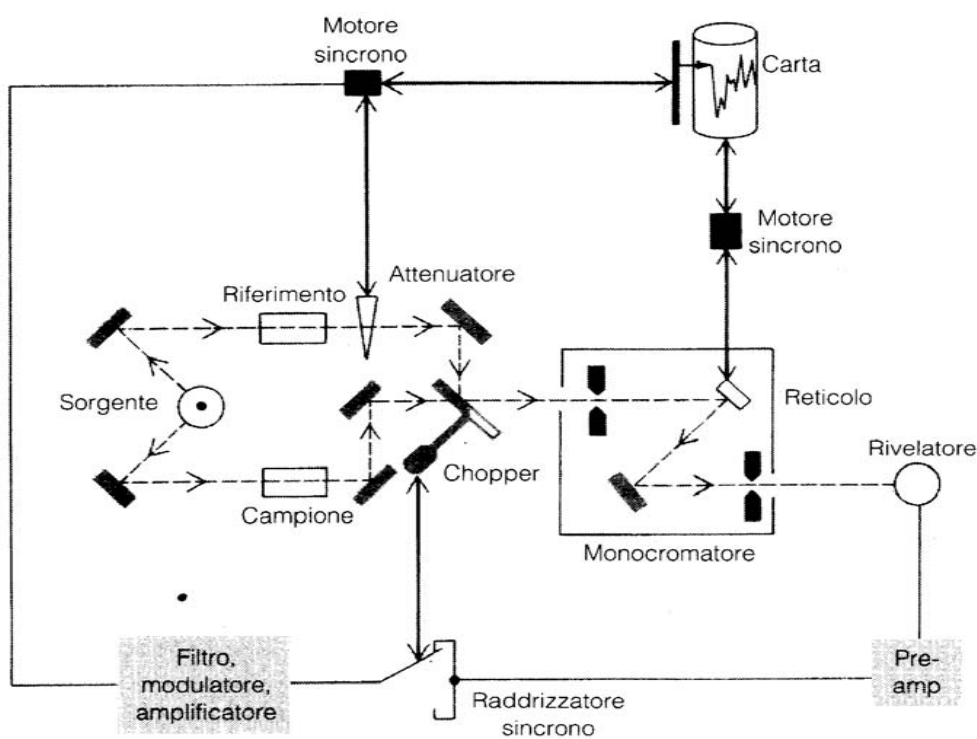 Motore
sincrono
Carta
Motore
sincrono
Attenuatore
Riferimento
Sorgente
Reticolo
Rivelatore
Chopper
Campione
Monocromatore
Filtro,
modulatore,
amplificatore
Raddrizzatore
sincrono
Pre-
amp